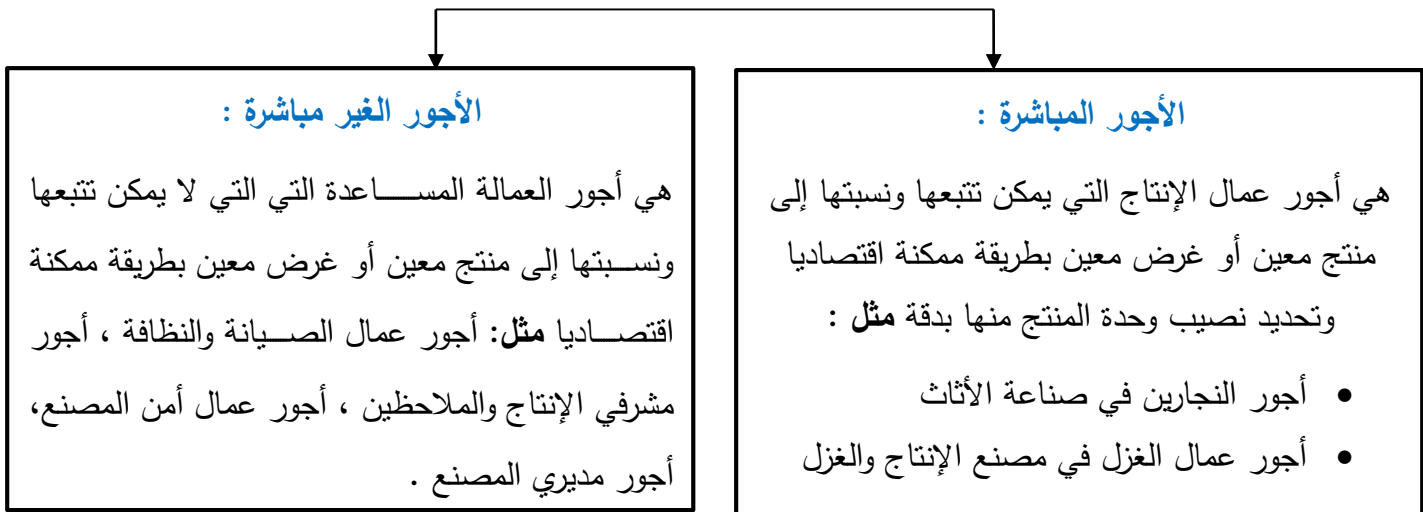 الأجور المباشرة :
هي أجور عمال الإنتاج التي يمكن تتبعها ونسبتها إلى
منتج معين أو غرض معين بطريقة ممكنة اقتصاديا
وتحديد نصيب وحدة المنتج منها بدقة مثل :
• أجور النجارين في صناعة الأثاث
• أجور عمال الغزل في مصنع الإنتاج والغزل
الأجور الغير مباشرة :
هي أجور العمالة المســـاعدة التي التي لا يمكن تتبعها
ونســـبتها إلى منتج معين أو غرض معين بطريقة ممكنة
اقتصـــاديا مثل: أجور عمال الصـــيانة والنظافة ، أجور
مشرفي الإنتاج والملاحظين ، أجور عمال أمن المصنع،
أجور مديري المصنع .